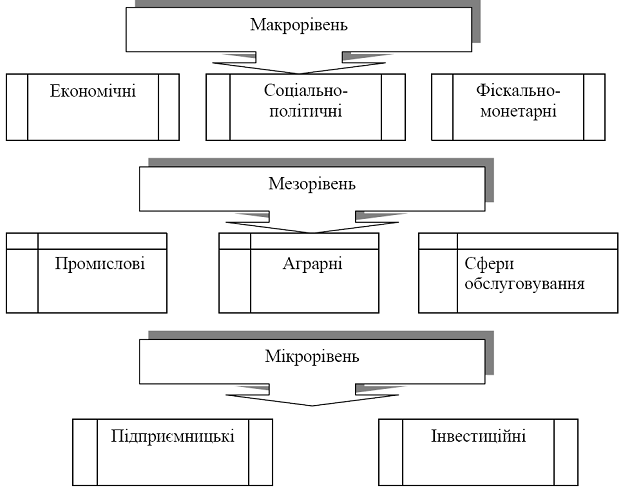 Макрорівень
Економічні
Соціально-
політичні
Фіскально-
монетарні
Мезорівень
Промислові
Аграрні
Сфери
обслуговування
Мікрорівень
Підприємницькі
Інвестиційні